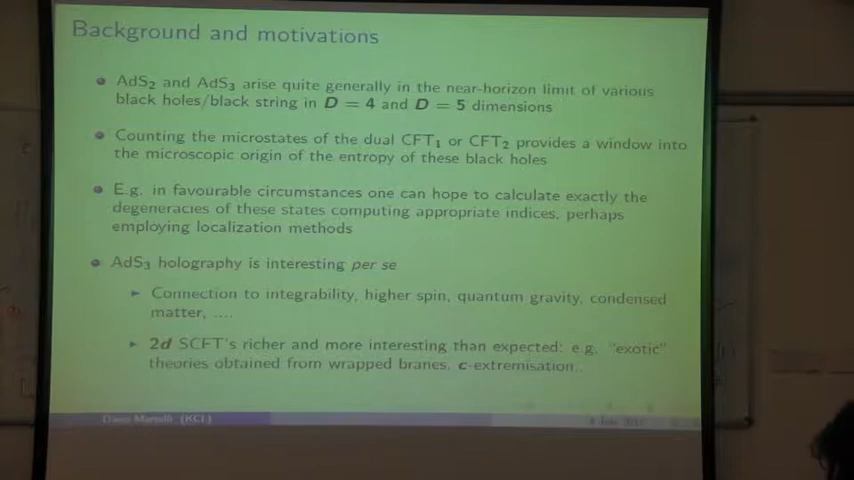 Background and motivations
AdS2 and AdS3 arise quite generally in the near-horizon limit of various
black holes/black string in D = 4 and D = 5 dimensions
Counting the microstates of the dual CFT1 or CFT2 provides a window into
the microscopic origin of the entropy of these black holes
E.g. in favourable circumstances one can hope to calculate exactly the
degeneracies of these states computing appropriate indices, perhaps
employing localization methods
AdS3 holography is interesting per se
Connection to integrability, higher spin, quantum gravity, condensed
matter, ....
2d SCFT's richer and more interesting than expected: e.g. "exotic"
theories obtained from wrapped branes, c-extremisation..
(KCL)